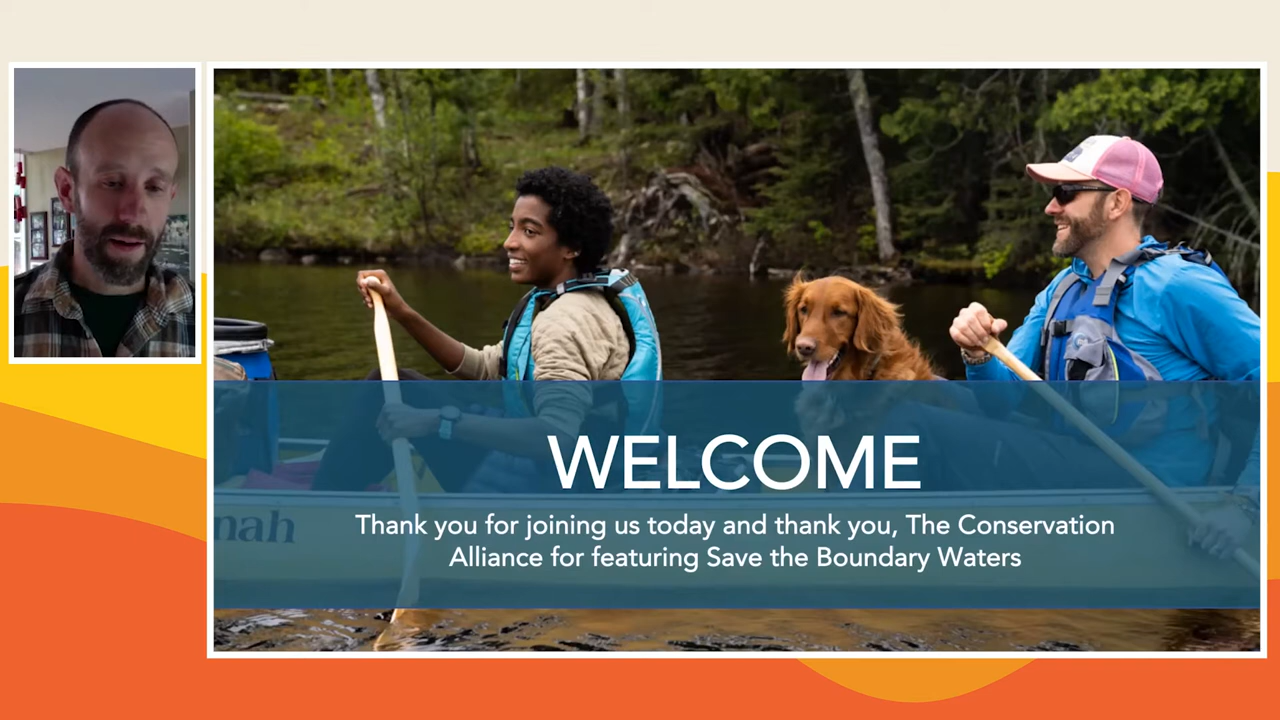 WELCOME
Thank you for joining us today and thank you, The Conservation
Alliance for featuring Save the Boundary Waters
nah